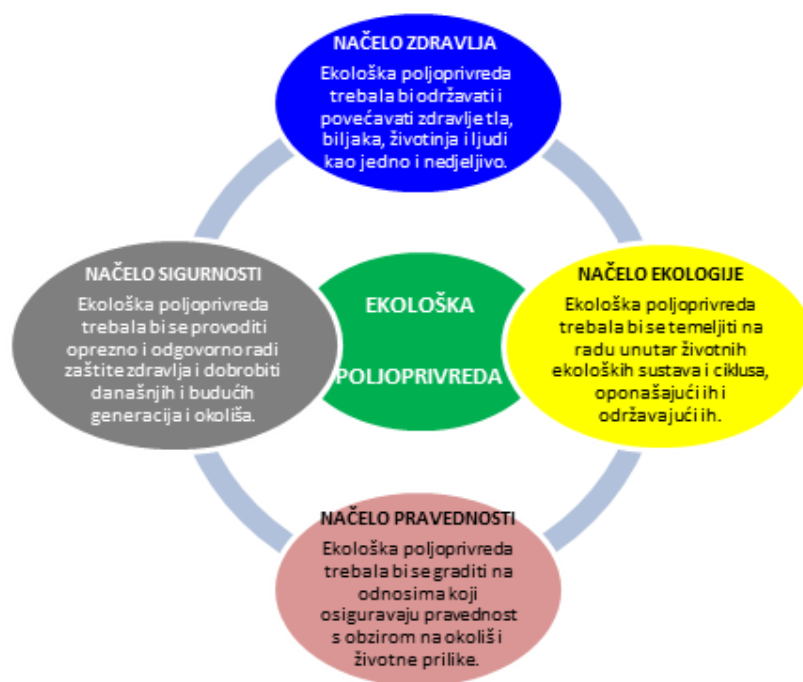 NAČELO ZDRAVLJA
Ekološka poljoprivreda
trebala bi održavati i
povećavati zdravlje tla,
biljaka, životinja i ljudi
kao jedno i nedjeljivo.
NAČELO SIGURNOSTI
Ekološka poljoprivreda
trebala bi se provoditi
oprezno i odgovorno radi
zaštite zdravlja i dobrobiti
današnjih i budućih
generacija i okoliša.
EKOLOŠKA
POLJOPRIVREDA
NAČELO EKOLOGIJE
Ekološka poljoprivreda
trebala bi se temeljiti na
radu unutar životnih
ekoloških sustava i ciklusa,
oponašajući ih i
održavajući ih.
NAČELO PRAVEDNOSTI
Ekološka poljoprivreda
trebala bi se graditi na
odnosima koji
osiguravaju pravednost
s obzirom na okoliš i
životne prilike.